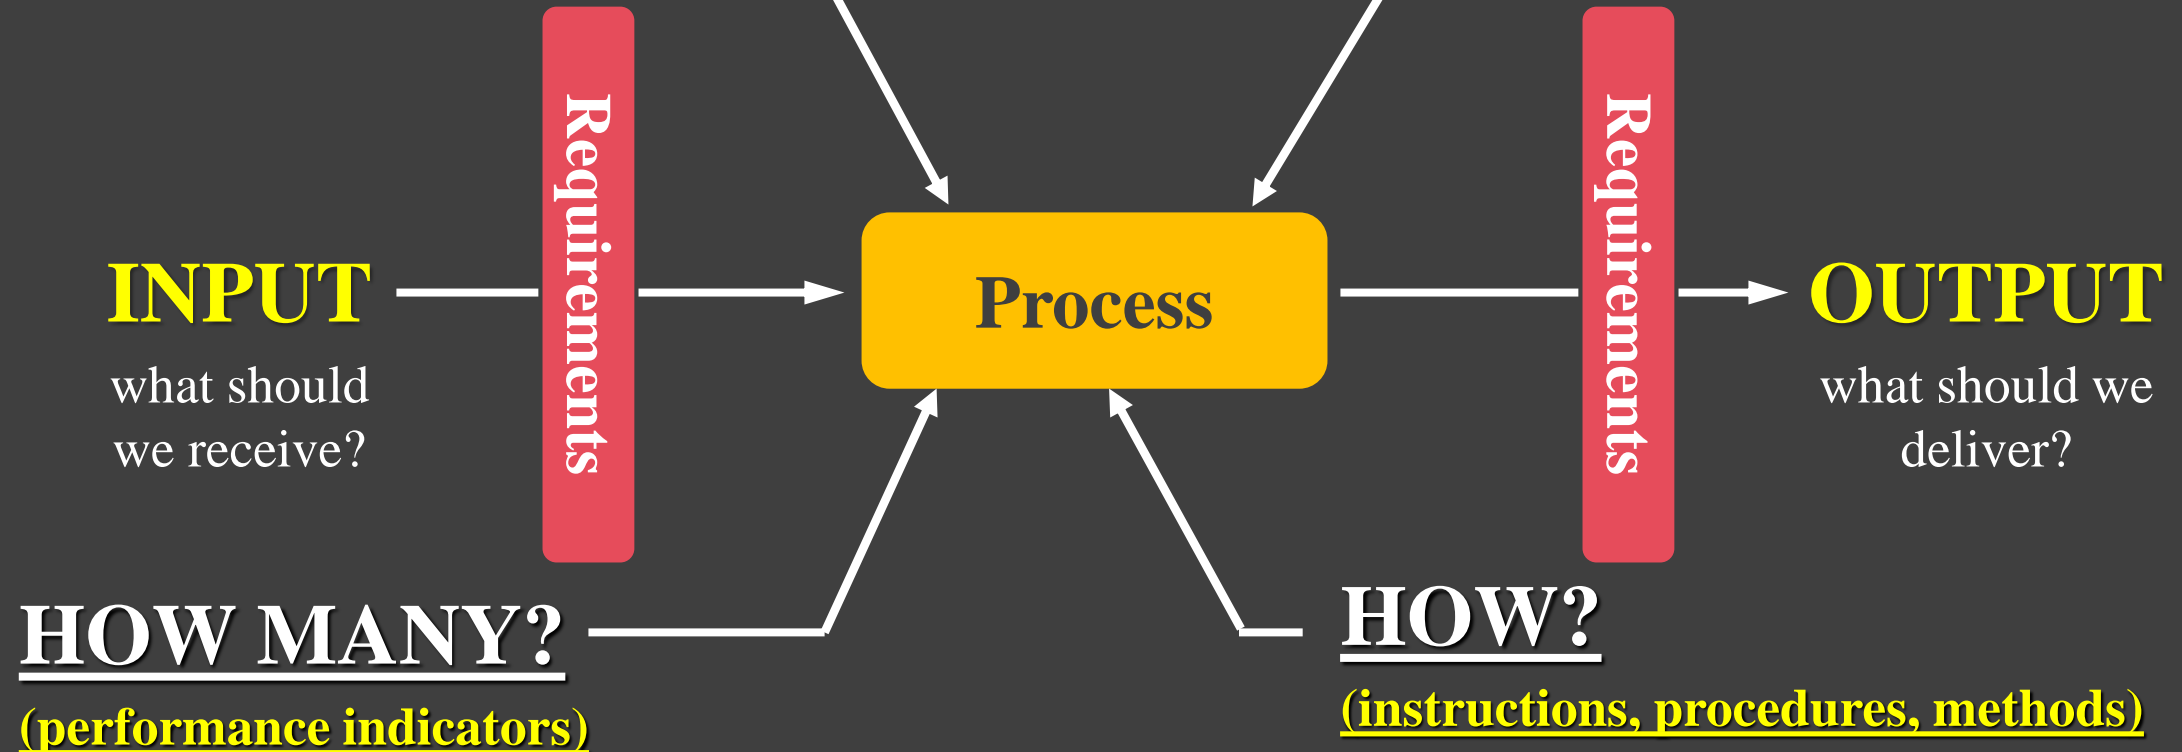 Requirements
Requirements
Process
INPUT
what should
we receive?
OUTPUT
what should we
deliver?
HOW MANY?
(performance indicators)
HOW?
(instructions, procedures, methods)